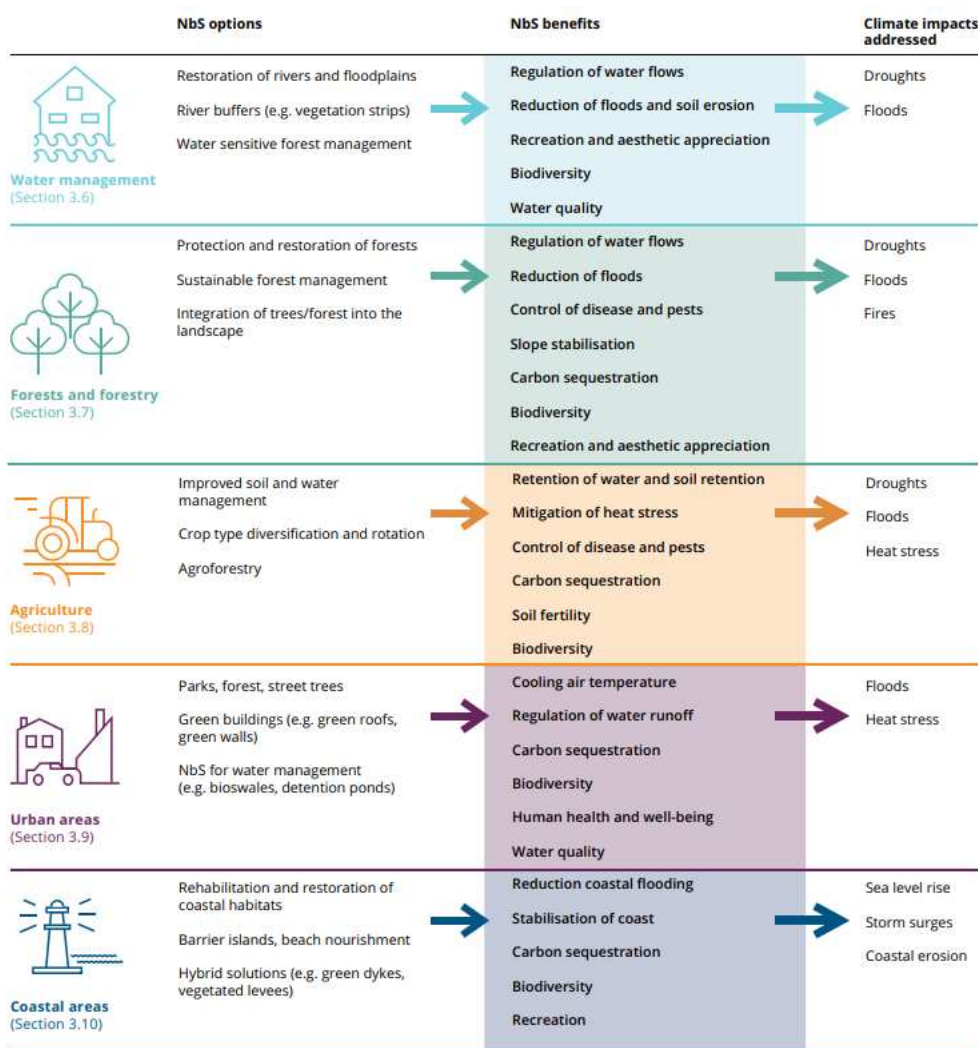 NbS options
NbS benefits
Climate impacts
addressed
Water management
(Section 3.6)
Restoration of rivers and floodplains
River buffers (e.g. vegetation strips)
Water sensitive forest management
Regulation of water flows
Reduction of floods and soil erosion
Recreation and aesthetic appreciation
Biodiversity
Water quality
Droughts
Floods
Forests and forestry
(Section 3.7)
Protection and restoration of forests
Sustainable forest management
Integration of trees/forest into the
landscape
Regulation of water flows
Reduction of floods
Control of disease and pests
Slope stabilisation
Carbon sequestration
Biodiversity
Recreation and aesthetic appreciation
Droughts
Floods
Fires
Agriculture
(Section 3.8)
Improved soil and water
management
Crop type diversification and rotation
Agroforestry
Retention of water and soil retention
Mitigation of heat stress
Control of disease and pests
Carbon sequestration
Soil fertility
Biodiversity
Droughts
Floods
Heat stress
Urban areas
(Section 3.9)
Parks, forest, street trees
Green buildings (e.g. green roofs,
green walls)
NbS for water management
(e.g. bioswales, detention ponds)
Cooling air temperature
Regulation of water runoff
Carbon sequestration
Biodiversity
Human health and well-being
Water quality
Floods
Heat stress
Coastal areas
(Section 3.10)
Rehabilitation and restoration of
coastal habitats
Barrier islands, beach nourishment
Hybrid solutions (e.g. green dykes,
vegetated levees)
Reduction coastal flooding
Stabilisation of coast
Carbon sequestration
Biodiversity
Recreation
Sea level rise
Storm surges
Coastal erosion